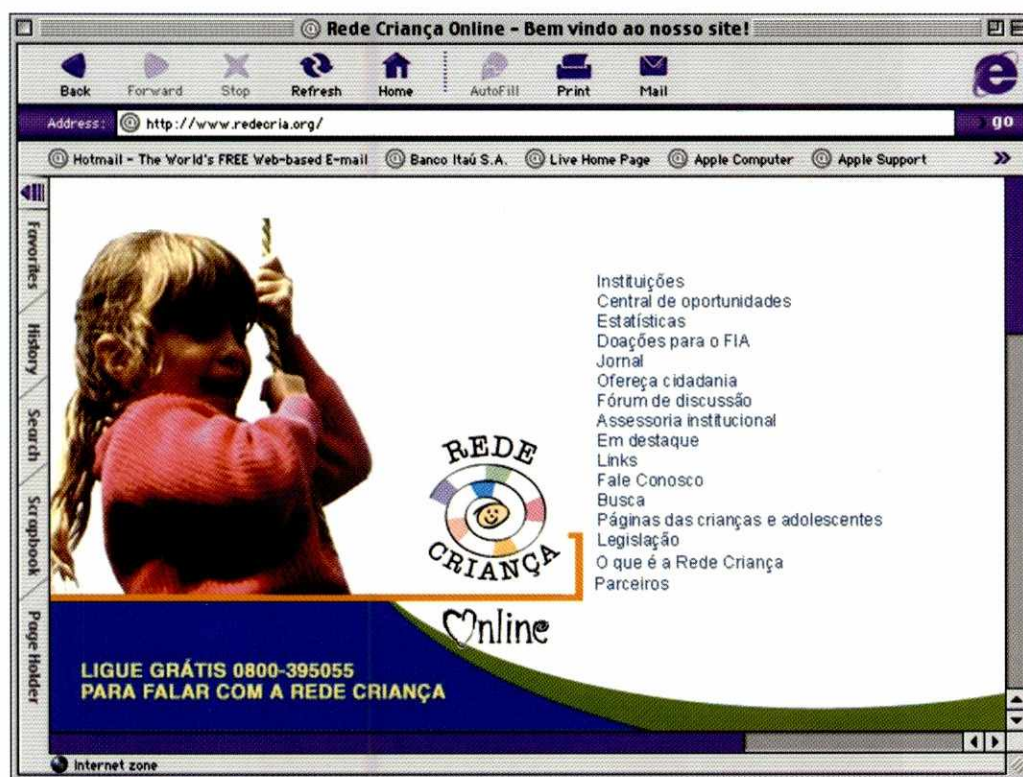 @ Rede Criança Online - Bem vindo ao nosso site!
Back Forward Stop Refresh Home AutoFill Print Mail
Address: @ http://www.redecria.org/ go
@ Hotmail - The World's FREE Web-based E-mail @ Banco Itaú S.A. @ Live Home Page @ Apple Computer @ Apple Support »
Favorites
History
Search
Scrapbook
Page Holder
Instituições
Central de oportunidades
Estatísticas
Doações para o FIA
Jornal
Ofereça cidadania
Fórum de discussão
Assessoria institucional
Em destaque
Links
Fale Conosco
Busca
Páginas das crianças e adolescentes
Legislação
O que é a Rede Criança
Parceiros
REDE
CRIANÇA
Online
LIGUE GRÁTIS 0800-395055
PARA FALAR COM A REDE CRIANÇA
Internet zone